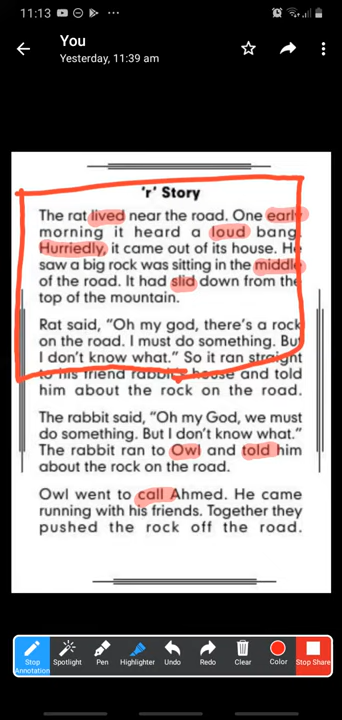 11:13
You
Yesterday, 11:39 am
'r' Story
The rat lived near the road. One early
morning it heard a loud bang.
Hurriedly, it came out of its house. He
saw a big rock was sitting in the middle
of the road. It had slid down from the
top of the mountain.
Rat said, "Oh my god, there's a rock
on the road. I must do something. But
I don't know what." So it ran straight
to his friend rabbit's house and told
him about the rock on the road.
The rabbit said, "Oh my God, we must
do something. But I don't know what."
The rabbit ran to Owl and told him
about the rock on the road.
Owl went to call Ahmed. He came
running with his friends. Together they
pushed the rock off the road.
Stop Annotation
Spotlight
Pen
Highlighter
Undo
Redo
Clear
Color
Stop Share